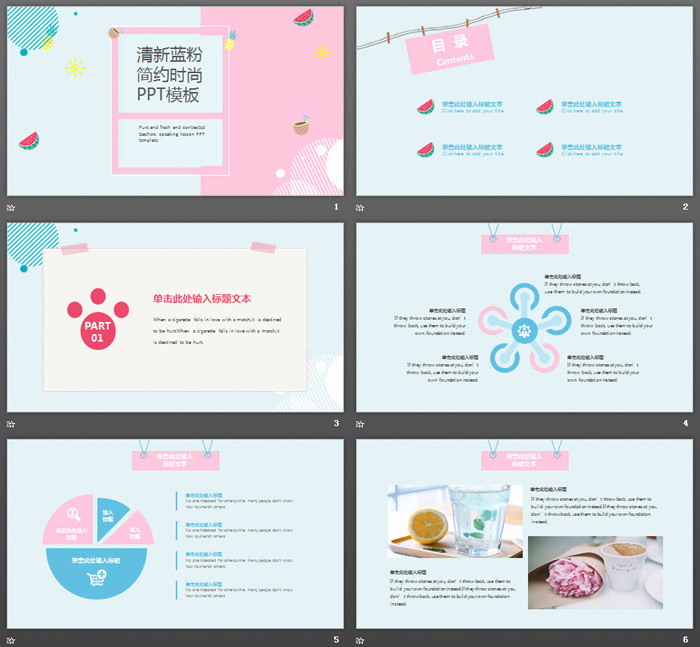 清新蓝粉
简约时尚
PPT模板
Pure and fresh and contracted
teachers speaking lesson PPT
template
1
目 录
Contents
单击此处输入标题文本
Click here to add your title
单击此处输入标题文本
Click here to add your title
单击此处输入标题文本
Click here to add your title
单击此处输入标题文本
Click here to add your title
2
PART
01
单击此处输入标题文本
When a cigarette falls in love with a match,it is destined
to be hurt.When a cigarette falls in love with a match,it
is destined to be hurt.
3
单击此处输入
标题文本
单击此处输入标题
If they throw stones at you, don't throw back,
use them to build your own foundation instead.
单击此处输入标题
If they throw stones at you, don't
throw back, use them to build your
own foundation instead.
单击此处输入标题
If they throw stones at you, don't
throw back, use them to build your
own foundation instead.
单击此处输入标题
If they throw stones at you, don't
throw back, use them to build your
own foundation instead.
单击此处输入标题
If they throw stones at you, don't
throw back, use them to build your
own foundation instead.
4
单击此处输入
标题文本
单击此处输入
标题
输入
标题
输入
标题
单击此处输入标题
单击此处输入标题
No one indebted for others,while many people don't know
how to cherish others.
单击此处输入标题
No one indebted for others,while many people don't know
how to cherish others.
单击此处输入标题
No one indebted for others,while many people don't know
how to cherish others.
单击此处输入标题
No one indebted for others,while many people don't know
how to cherish others.
5
单击此处输入
标题文本
单击此处输入标题
If they throw stones at you, don't throw back, use them to
build your own foundation instead.If they throw stones at you,
don't throw back, use them to build your own foundation
instead.
单击此处输入标题
If they throw stones at you, don't throw back, use them to
build your own foundation instead.If they throw stones at you,
don't throw back, use them to build your own foundation
instead.
6